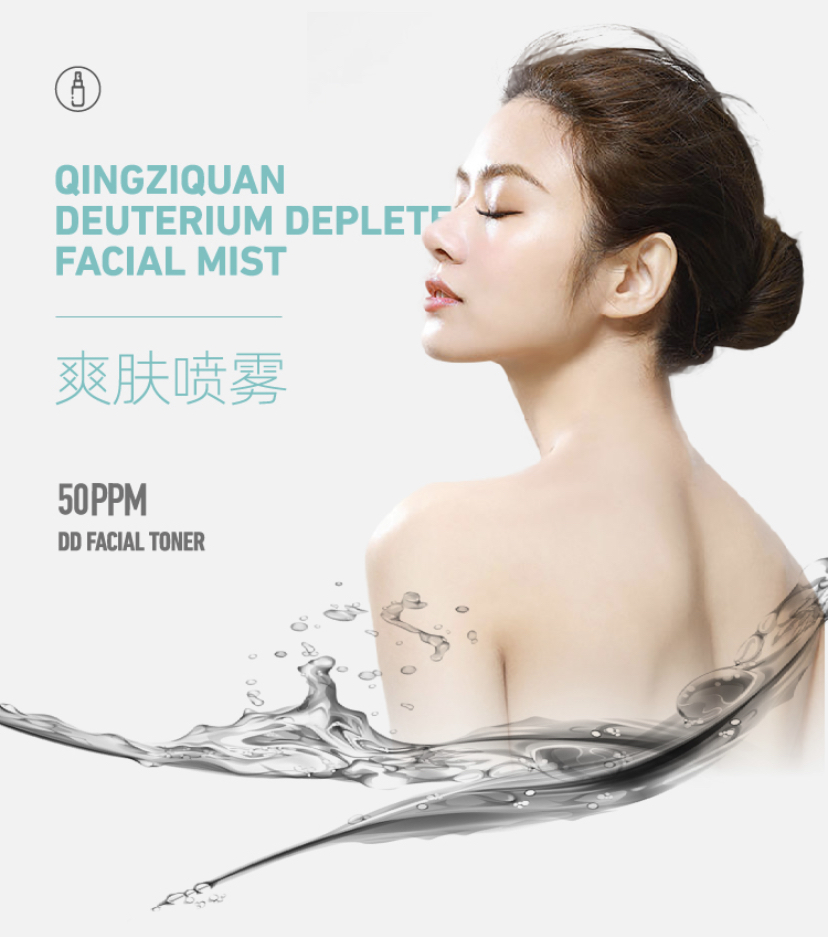 QINGZIQUAN
DEUTERIUM DEPLETE
FACIAL MIST
爽肤喷雾
50PPM
DD FACIAL TONER